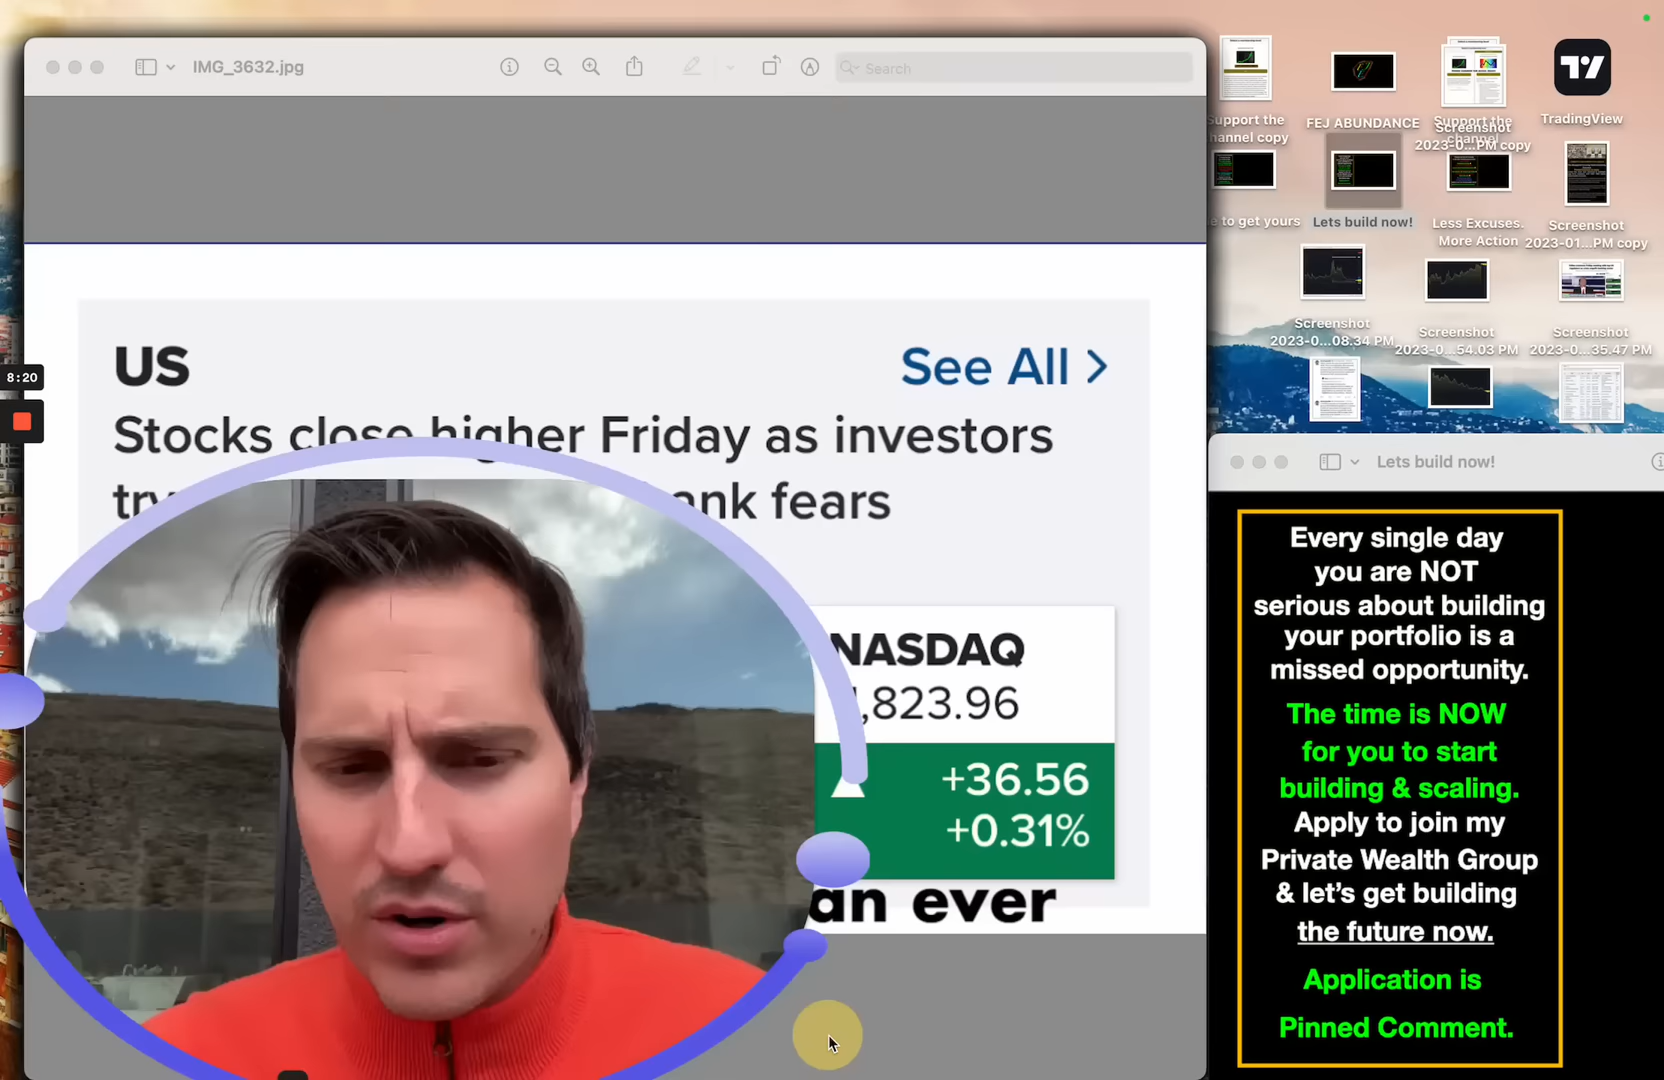 IMG_3632.jpg
Search
US
See All >
Stocks close higher Friday as investors
try
bank fears
NASDAQ
,823.96
+36.56
+0.31%
an ever
8:20
Support the
channel copy
FEJ ABUNDANCE
Support the
channel
Screenshot
2023-0...PM copy
TradingView
e to get yours
Lets build now!
Less Excuses.
More Action
Screenshot
2023-01...PM copy
Screenshot
2023-0...08.34 PM
Screenshot
2023-0...54.03 PM
Screenshot
2023-0...35.47 PM
Lets build now!
Every single day
you are NOT
serious about building
your portfolio is a
missed opportunity.
The time is NOW
for you to start
building & scaling.
Apply to join my
Private Wealth Group
& let’s get building
the future now.
Application is
Pinned Comment.